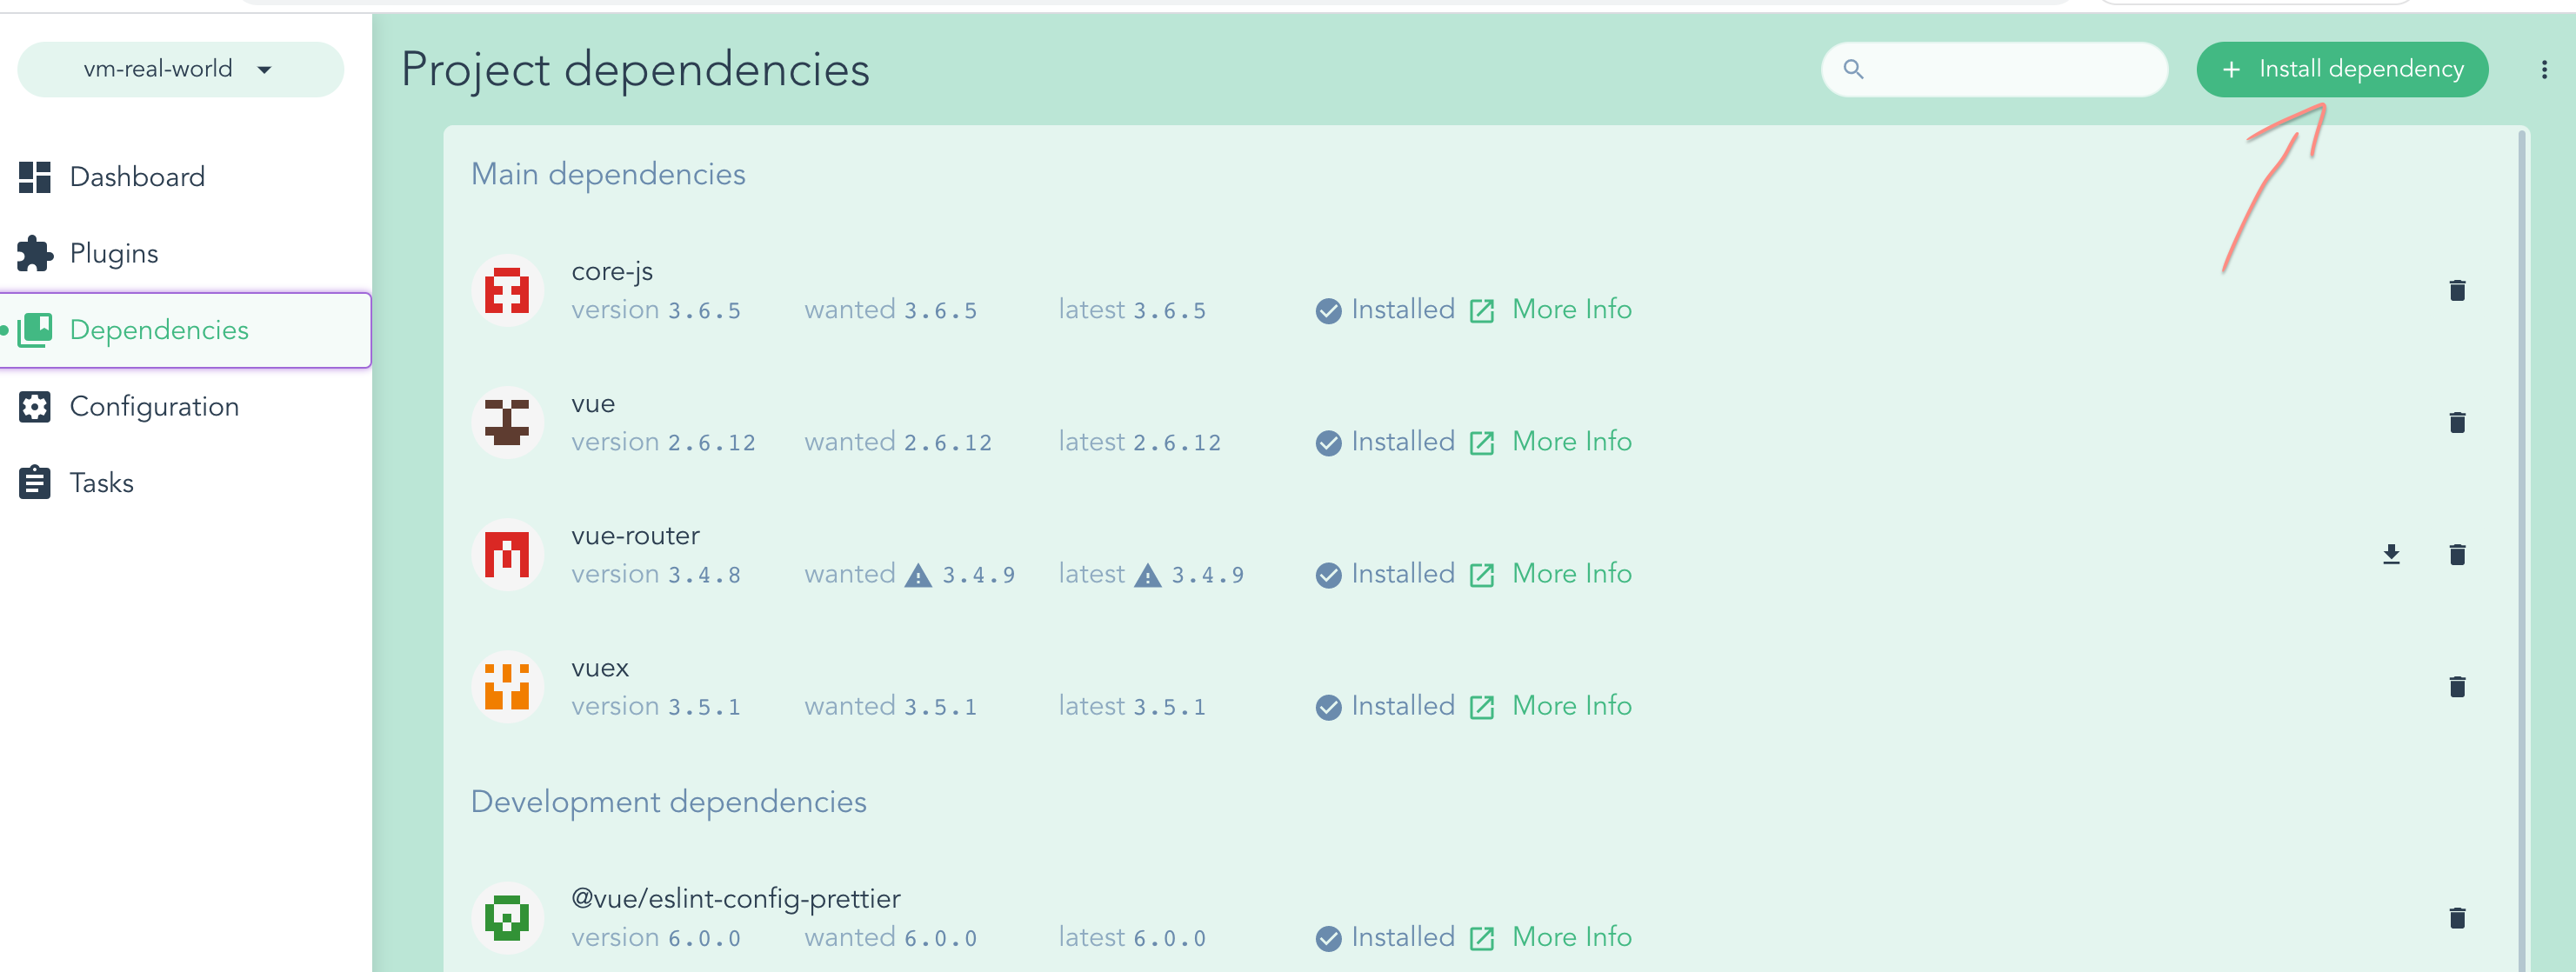 vm-real-world
Project dependencies
+ Install dependency
Dashboard
Plugins
Dependencies
Configuration
Tasks
Main dependencies
core-js
version 3.6.5 wanted 3.6.5 latest 3.6.5 Installed More Info
vue
version 2.6.12 wanted 2.6.12 latest 2.6.12 Installed More Info
vue-router
version 3.4.8 wanted 3.4.9 latest 3.4.9 Installed More Info
vuex
version 3.5.1 wanted 3.5.1 latest 3.5.1 Installed More Info
Development dependencies
@vue/eslint-config-prettier
version 6.0.0 wanted 6.0.0 latest 6.0.0 Installed More Info